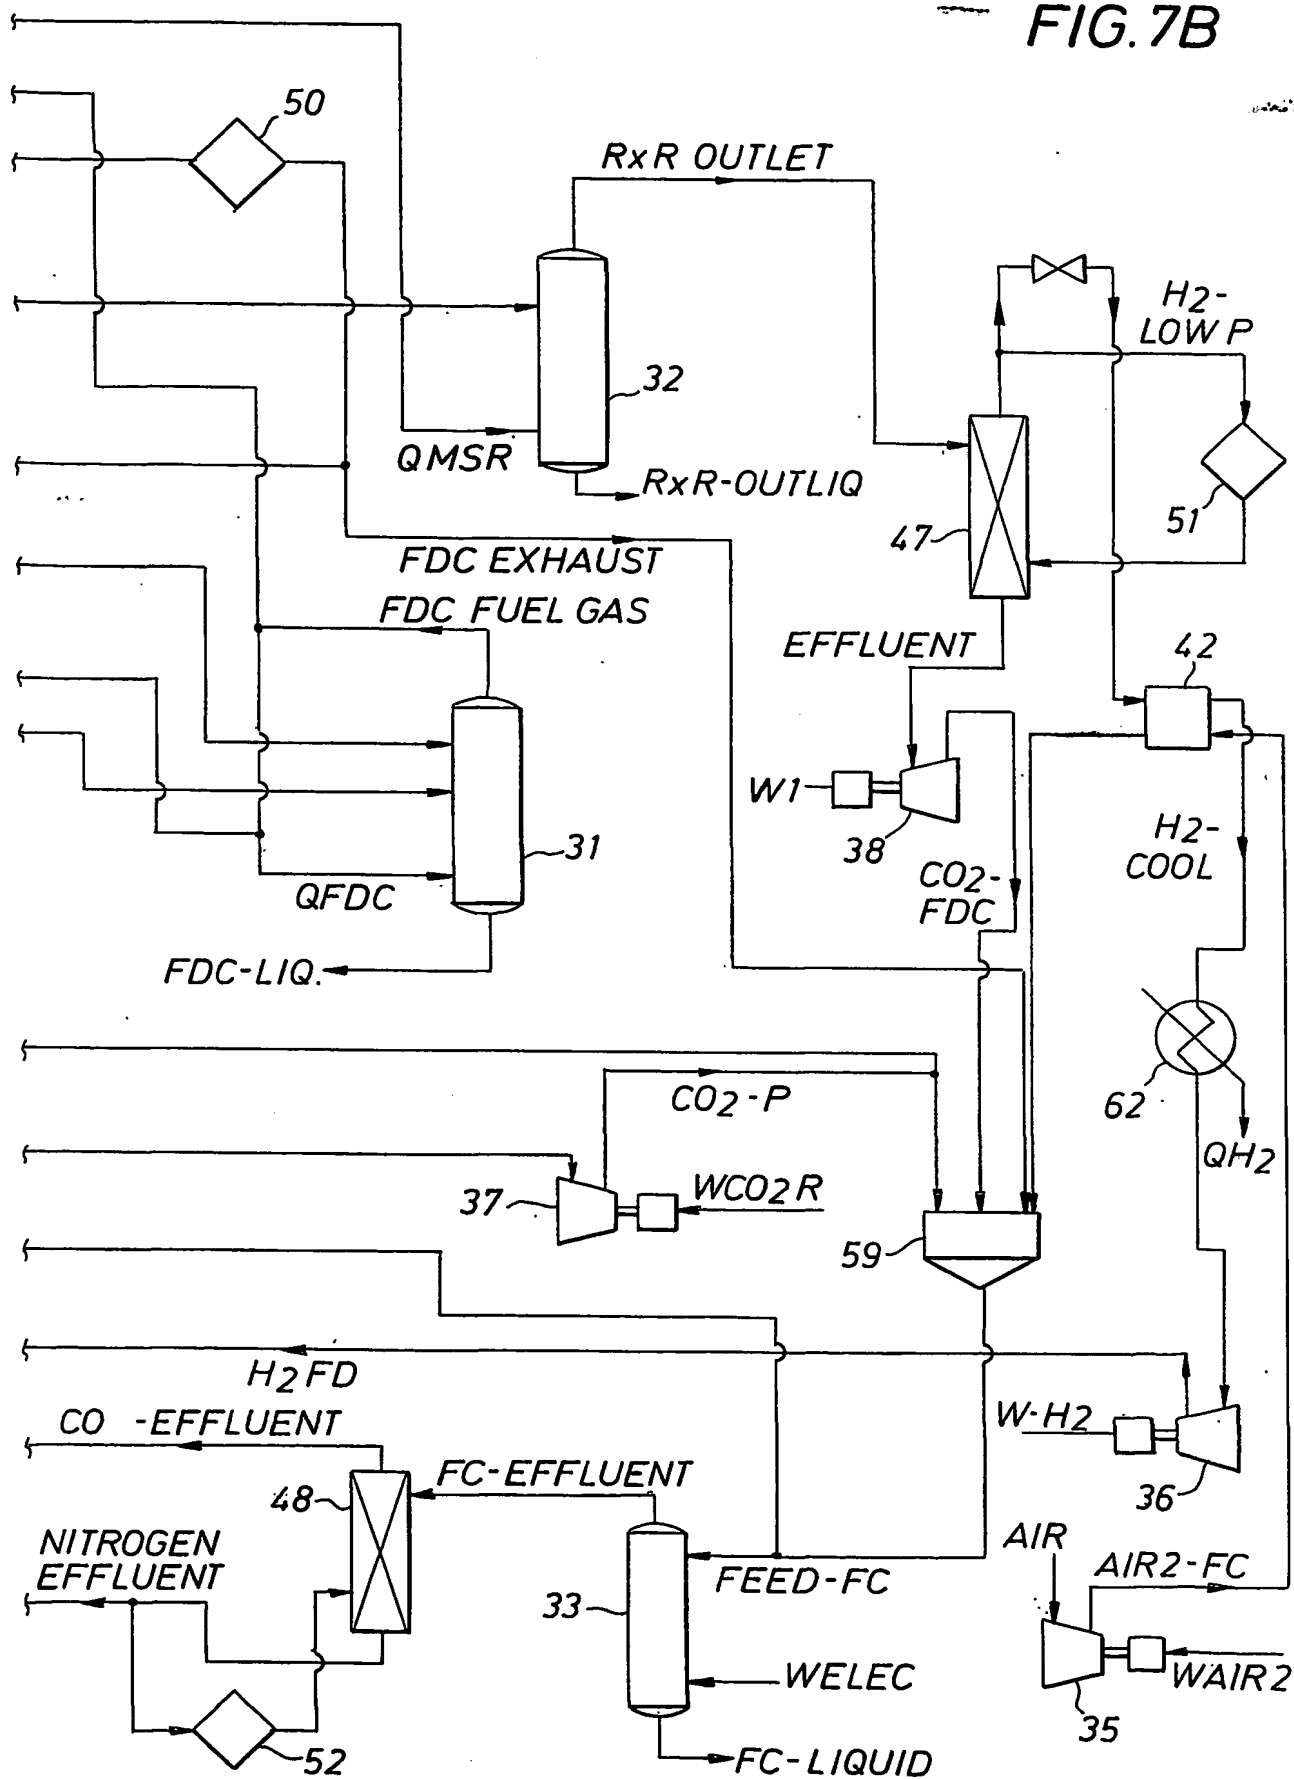 FIG. 7B
50
RxR OUTLET
H2-
LOW P
32
QMSR
RxR-OUTLIQ
51
47
FDC EXHAUST
FDC FUEL GAS
EFFLUENT
42
W1
38
31
H2-
COOL
CO2-
FDC
QFDC
FDC-LIQ.
CO2-P
62
QH2
37
WCO2R
59
H2FD
CO -EFFLUENT
W-H2
FC-EFFLUENT
48
36
NITROGEN
EFFLUENT
AIR
AIR2-FC
FEED-FC
33
WELEC
WAIR2
35
52
FC-LIQUID